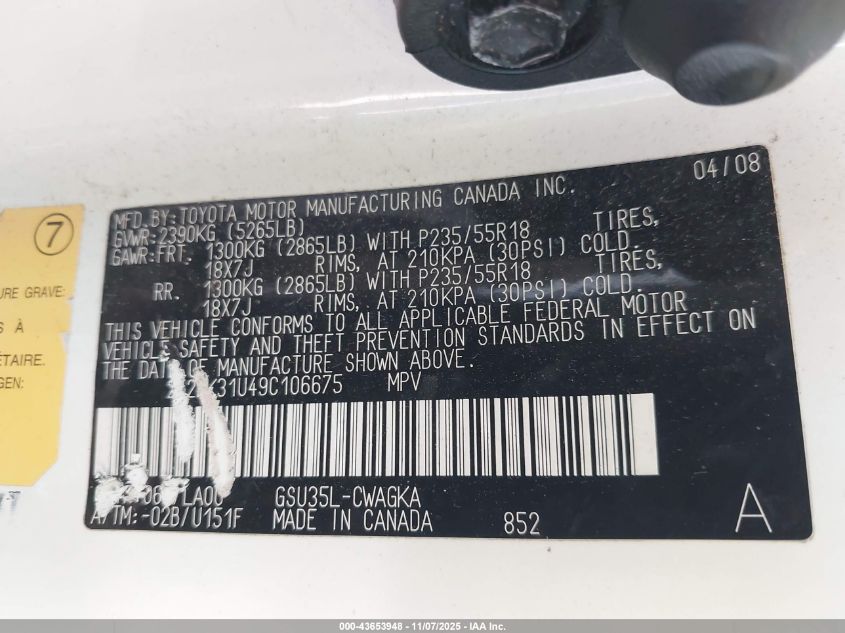 04/08
MFD. BY: TOYOTA MOTOR MANUFACTURING CANADA INC.
GVWR: 2390KG (5265LB)
GAWR: FRT. 1300KG (2865LB) WITH P235/55R18 TIRES,
18X7J RIMS, AT 210KPA (30PSI) COLD.
RR. 1300KG (2865LB) WITH P235/55R18 TIRES,
18X7J RIMS, AT 210KPA (30PSI) COLD.
THIS VEHICLE CONFORMS TO ALL APPLICABLE FEDERAL MOTOR
VEHICLE SAFETY AND THEFT PREVENTION STANDARDS IN EFFECT ON
THE DATE OF MANUFACTURE SHOWN ABOVE.
K31U49C106675 MPV
GSU35L-CWAGKA
A/TM:-02B/U151F MADE IN CANADA 852 A
7
URE GRAVE:
S À
ÉTAIRE.
GEN:
000-43653948 - 11/07/2025 - IAA Inc.